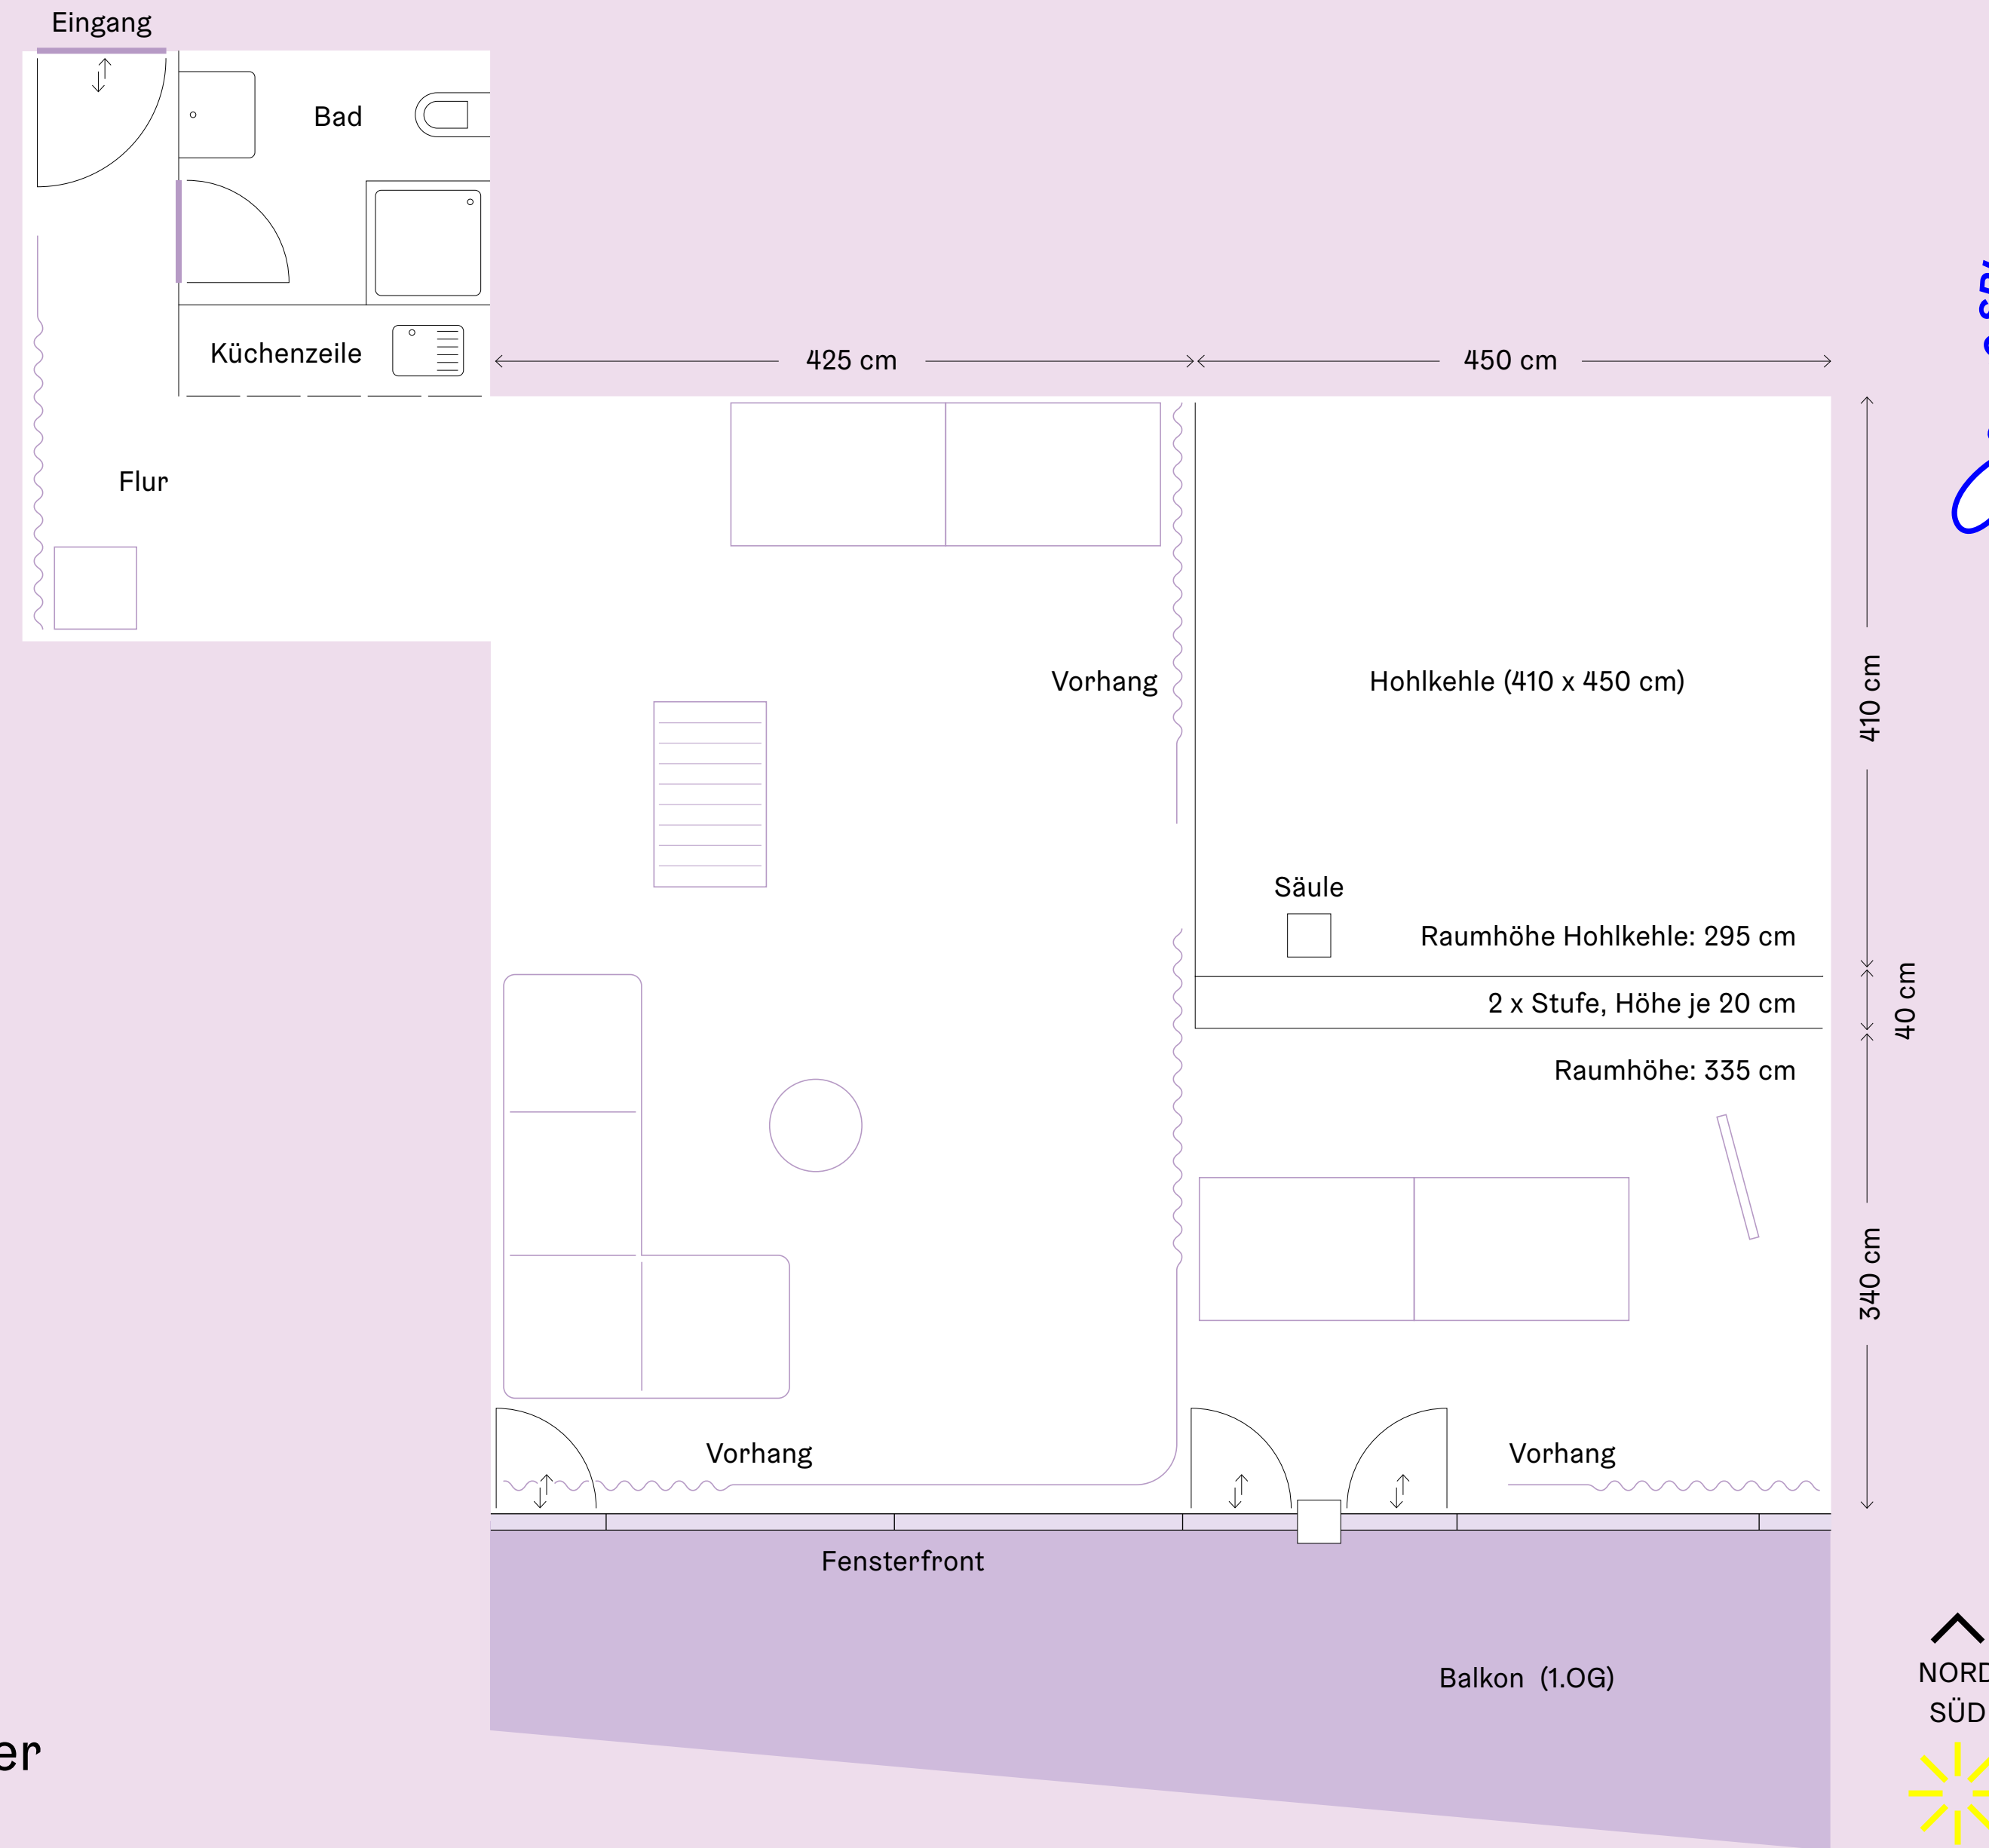 Eingang
Bad
Küchenzeile
425 cm
450 cm
Flur
Vorhang
Hohlkehle (410 x 450 cm)
410 cm
Säule
Raumhöhe Hohlkehle: 295 cm
2 x Stufe, Höhe je 20 cm
40 cm
Raumhöhe: 335 cm
340 cm
Vorhang
Vorhang
Fensterfront
Balkon (1.OG)
NORD
SÜD
er